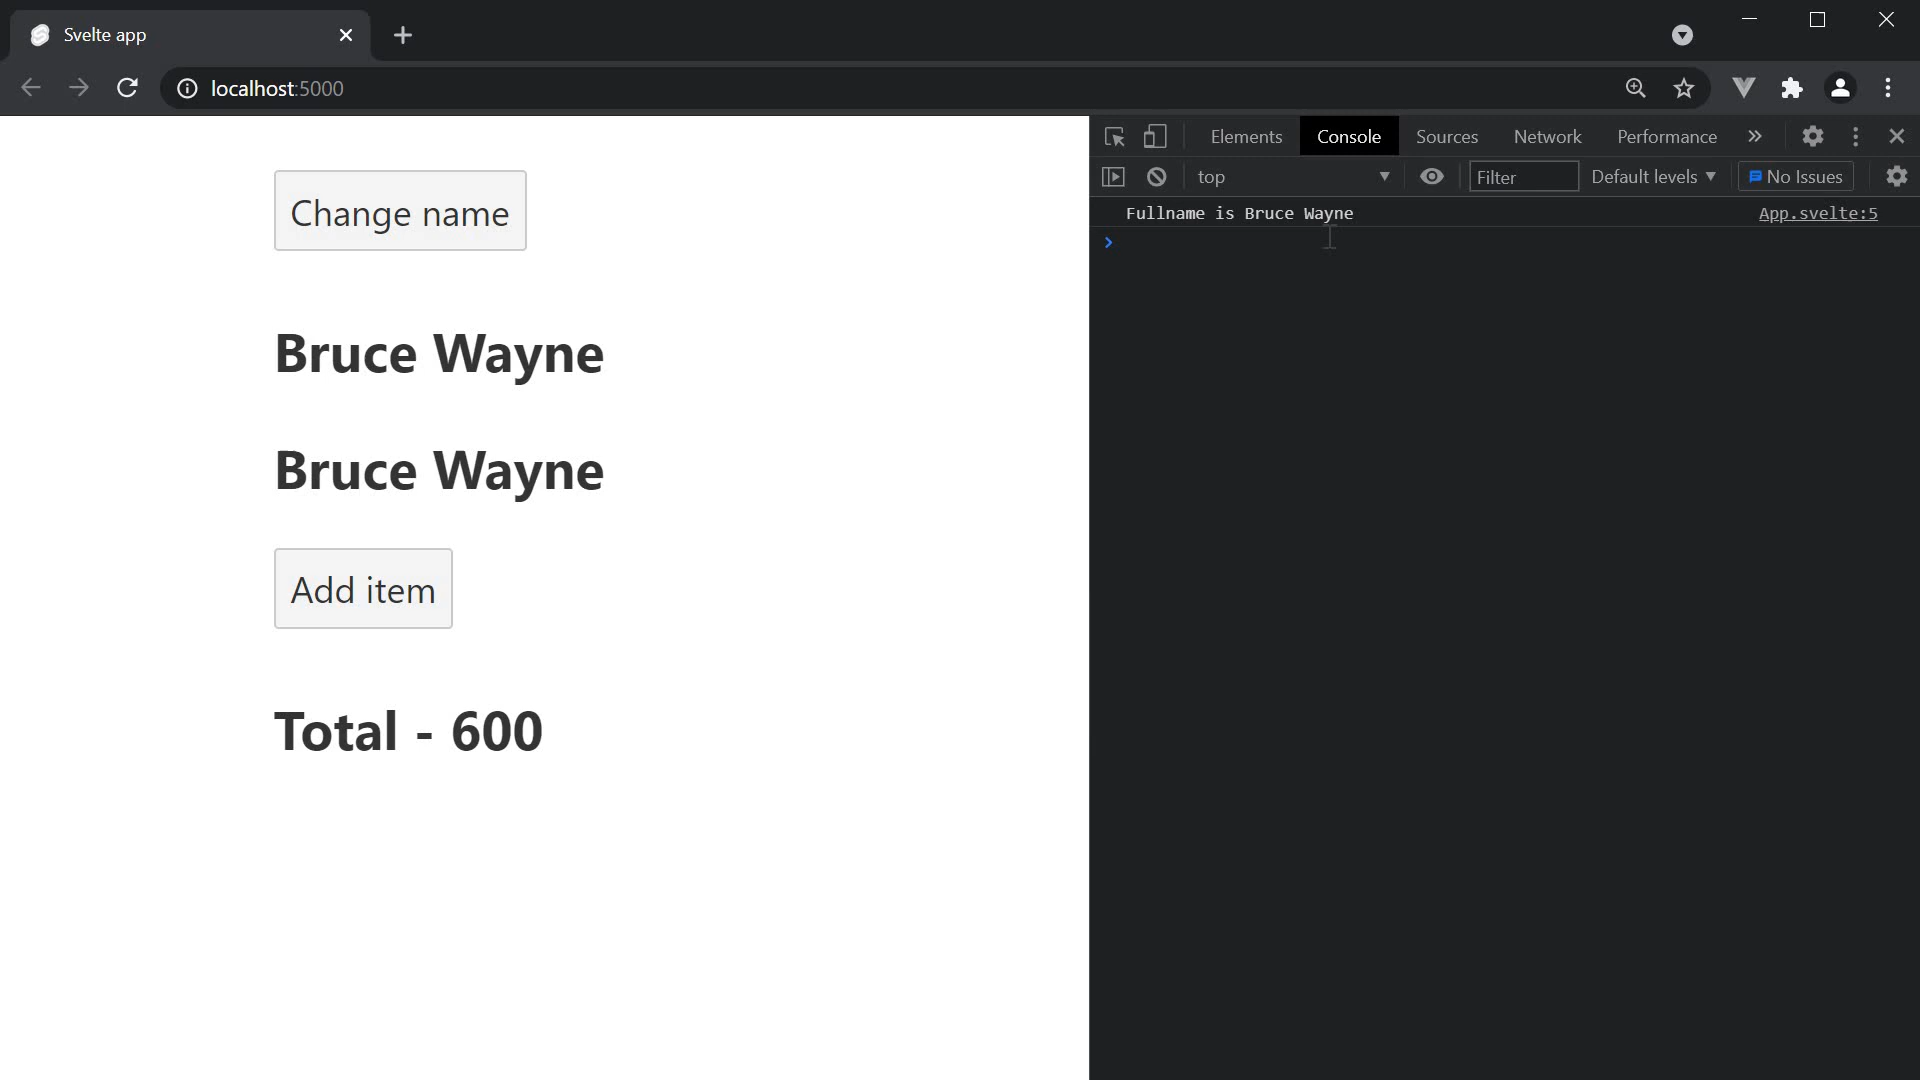 Svelte app
localhost:5000
Elements Console Sources Network Performance
top Filter Default levels No Issues
Fullname is Bruce Wayne App.svelte:5
Change name
Bruce Wayne
Bruce Wayne
Add item
Total - 600